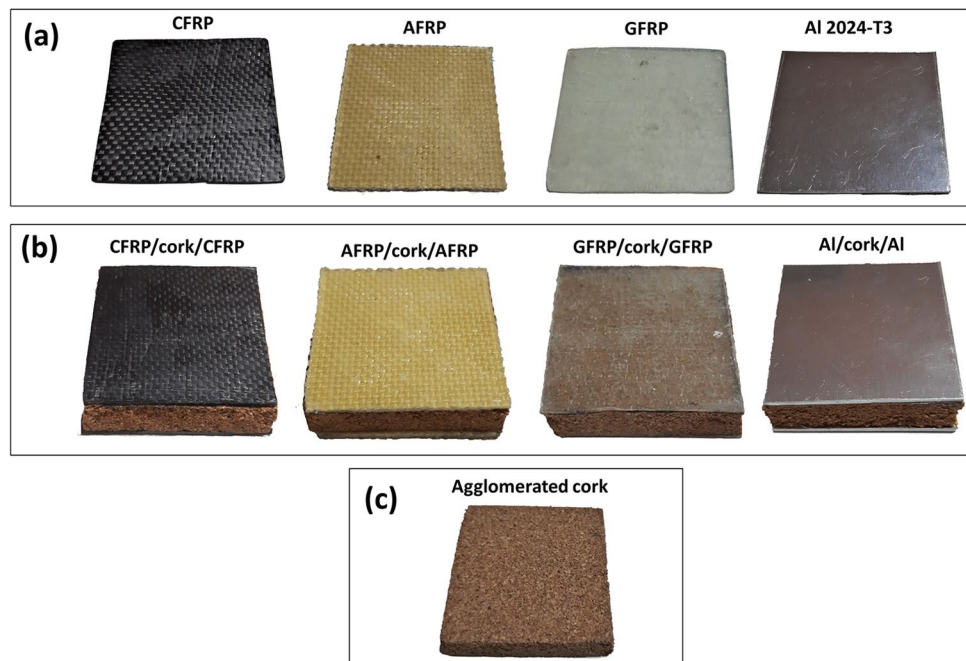 (a)
CFRP
AFRP
GFRP
Al 2024-T3
(b)
CFRP/cork/CFRP
AFRP/cork/AFRP
GFRP/cork/GFRP
Al/cork/Al
(c)
Agglomerated cork